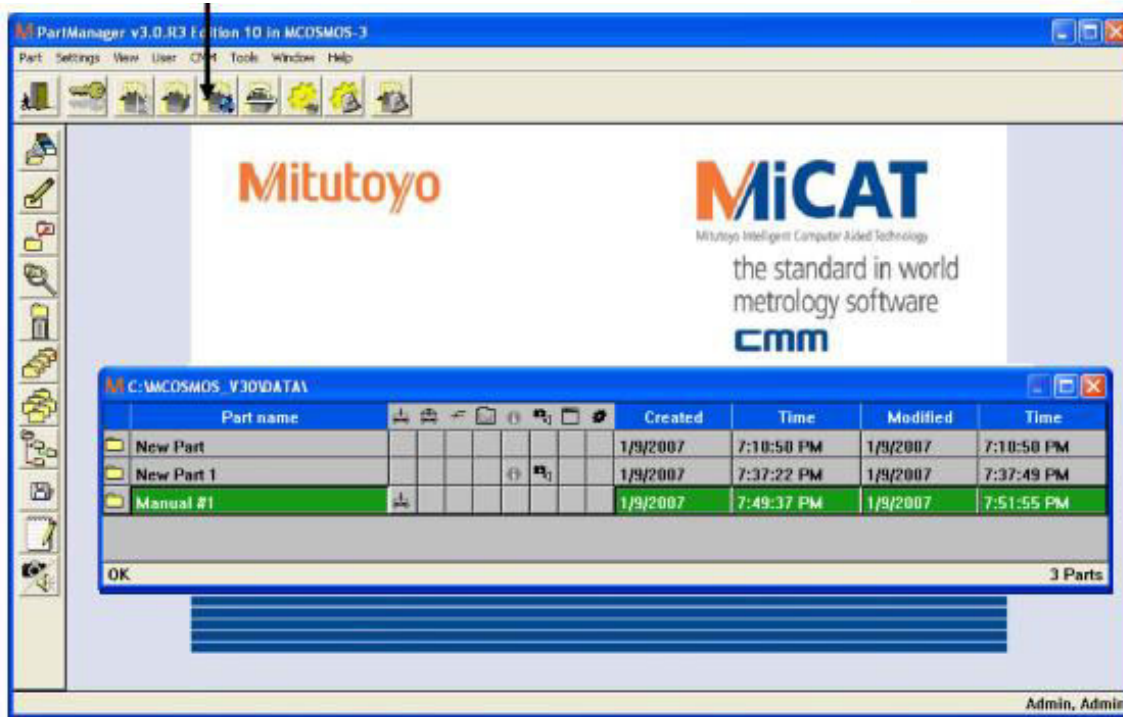 PartManager v3.0.R3 Edition 10 in MCOSMOS-3
Part Settings View User CMM Tools Window Help
Mitutoyo
MiCAT
Mitutoyo Intelligent Computer Aided Technology
the standard in world
metrology software
cmm
C:\MCOSMOS_V30\DATA\
Part name Created Time Modified Time
New Part 1/9/2007 7:10:50 PM 1/9/2007 7:10:50 PM
New Part 1 1/9/2007 7:37:22 PM 1/9/2007 7:37:49 PM
Manual #1 1/9/2007 7:49:37 PM 1/9/2007 7:51:55 PM
OK 3 Parts
Admin, Admin